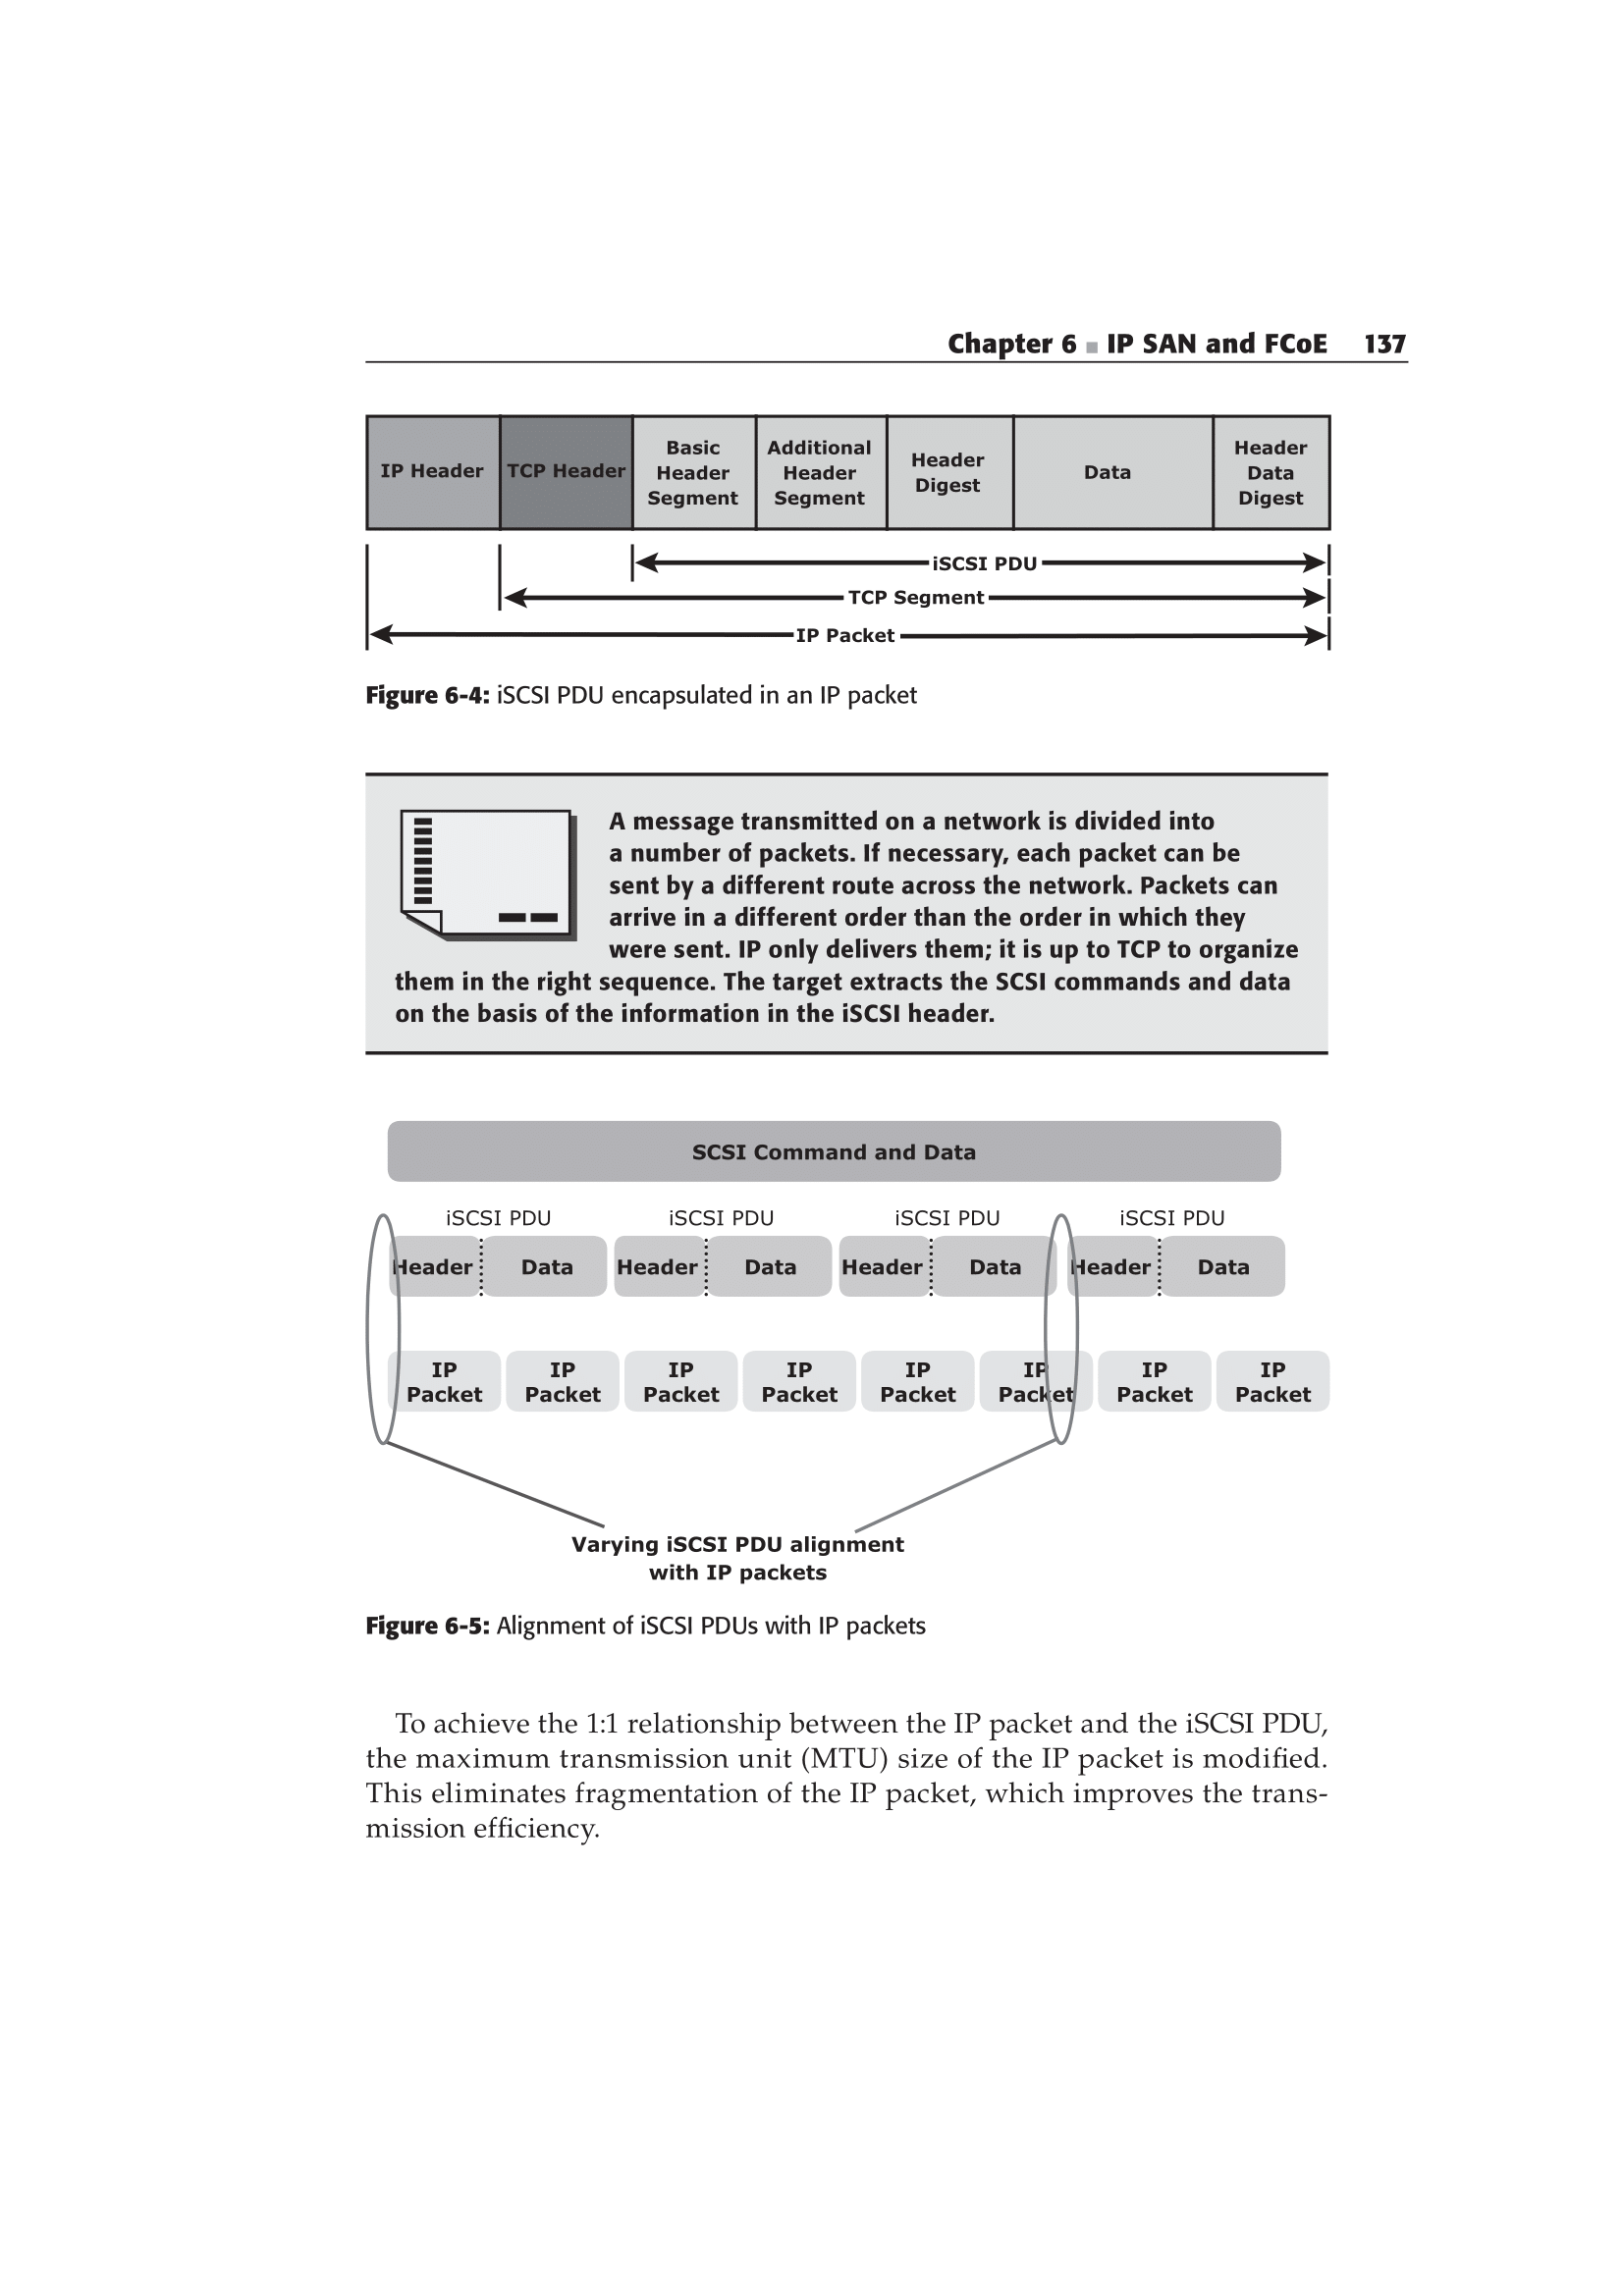 Chapter 6 ■ IP SAN and FCoE 137
IP Header
TCP Header
Basic
Header
Segment
Additional
Header
Segment
Header
Digest
Data
Header
Data
Digest
iSCSI PDU
TCP Segment
IP Packet
Figure 6-4: iSCSI PDU encapsulated in an IP packet
A message transmitted on a network is divided into
a number of packets. If necessary, each packet can be
sent by a different route across the network. Packets can
arrive in a different order than the order in which they
were sent. IP only delivers them; it is up to TCP to organize
them in the right sequence. The target extracts the SCSI commands and data
on the basis of the information in the iSCSI header.
SCSI Command and Data
iSCSI PDU iSCSI PDU iSCSI PDU iSCSI PDU
Header Data Header Data Header Data Header Data
IP IP IP IP IP IP IP IP
Packet Packet Packet Packet Packet Packet Packet Packet
Varying iSCSI PDU alignment
with IP packets
Figure 6-5: Alignment of iSCSI PDUs with IP packets
To achieve the 1:1 relationship between the IP packet and the iSCSI PDU,
the maximum transmission unit (MTU) size of the IP packet is modified.
This eliminates fragmentation of the IP packet, which improves the trans-
mission efficiency.